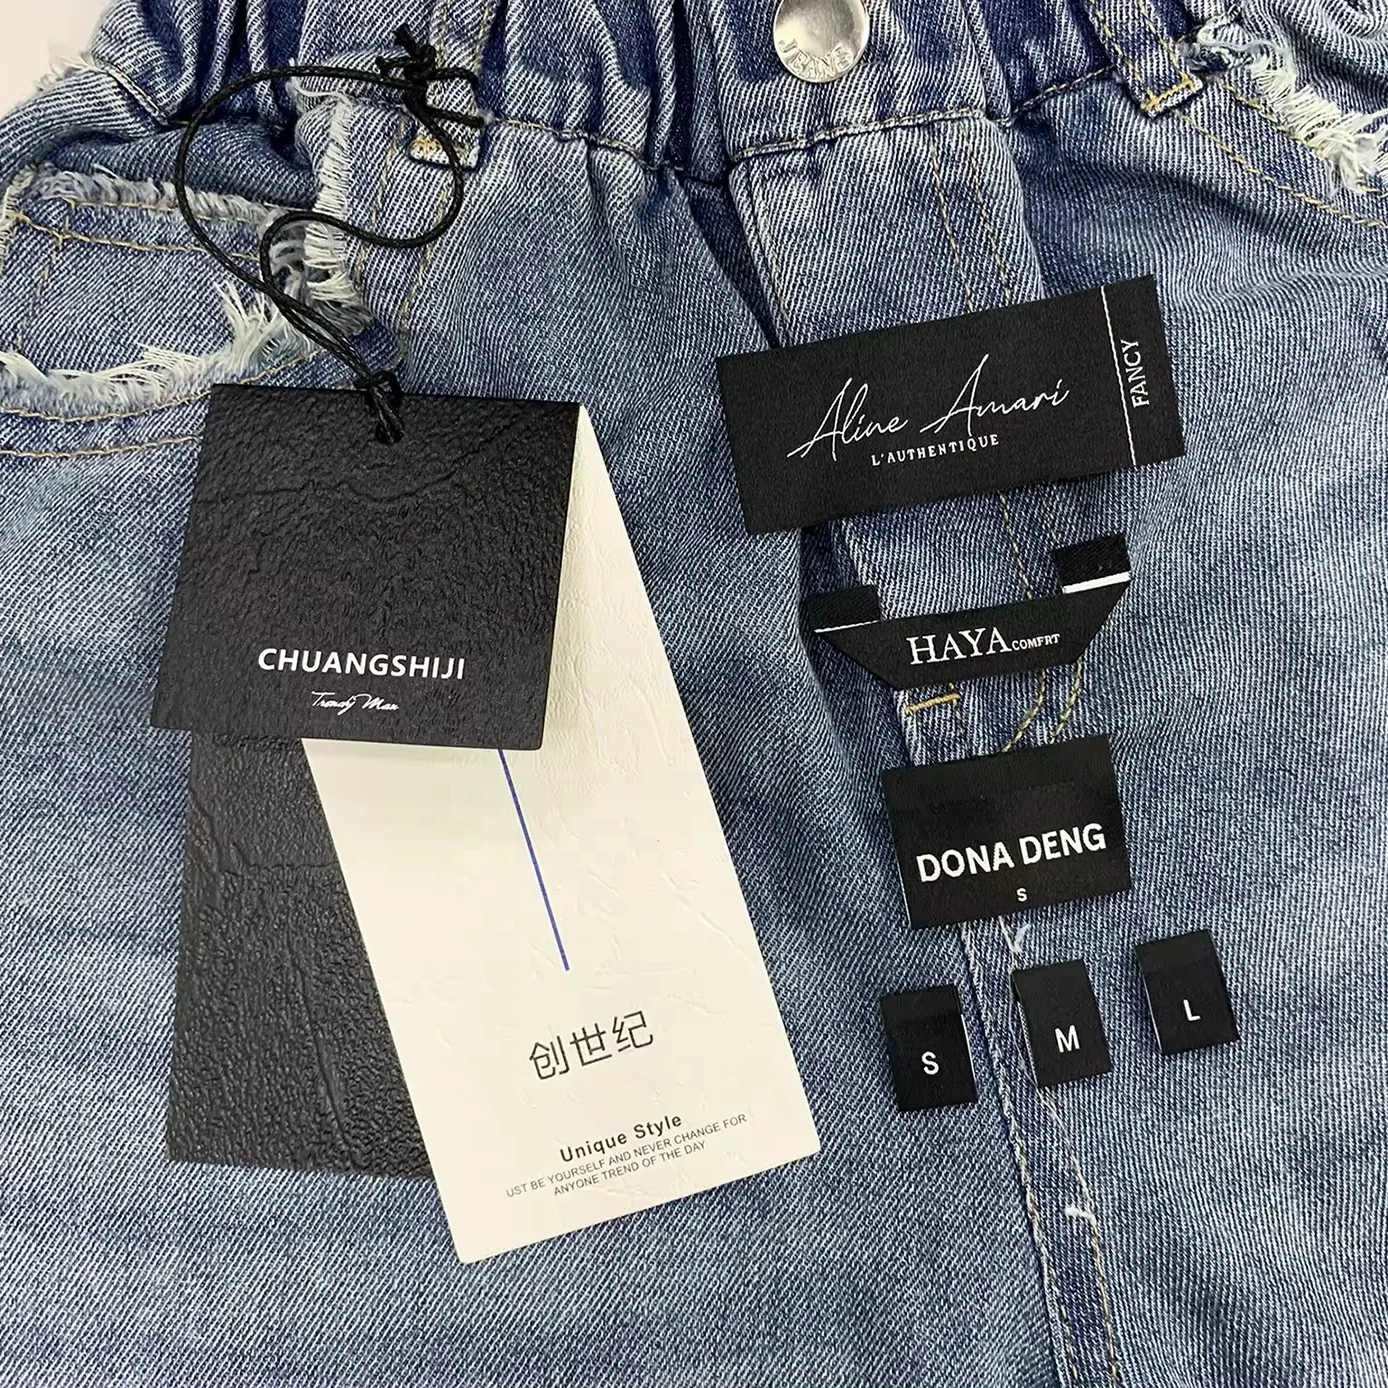 JEANS
Aline Amari
L'AUTHENTIQUE
FANCY
HAYA COMFRT
CHUANGSHIJI
Trendy Man
DONA DENG
S
S
M
L
创世纪
Unique Style
UST BE YOURSELF AND NEVER CHANGE FOR
ANYONE TREND OF THE DAY